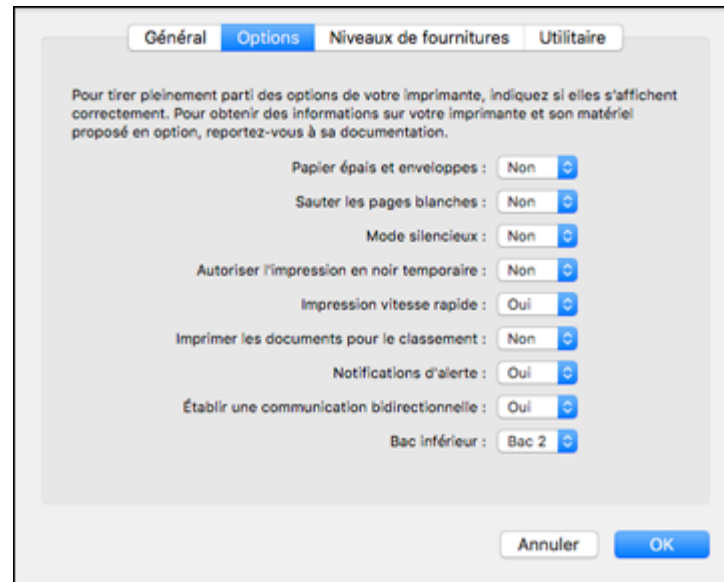 Général Options Niveaux de fournitures Utilitaire
Pour tirer pleinement parti des options de votre imprimante, indiquez si elles s'affichent
correctement. Pour obtenir des informations sur votre imprimante et son matériel
proposé en option, reportez-vous à sa documentation.
Papier épais et enveloppes : Non
Sauter les pages blanches : Non
Mode silencieux : Non
Autoriser l'impression en noir temporaire : Non
Impression vitesse rapide : Oui
Imprimer les documents pour le classement : Non
Notifications d'alerte : Oui
Établir une communication bidirectionnelle : Oui
Bac inférieur : Bac 2
Annuler OK